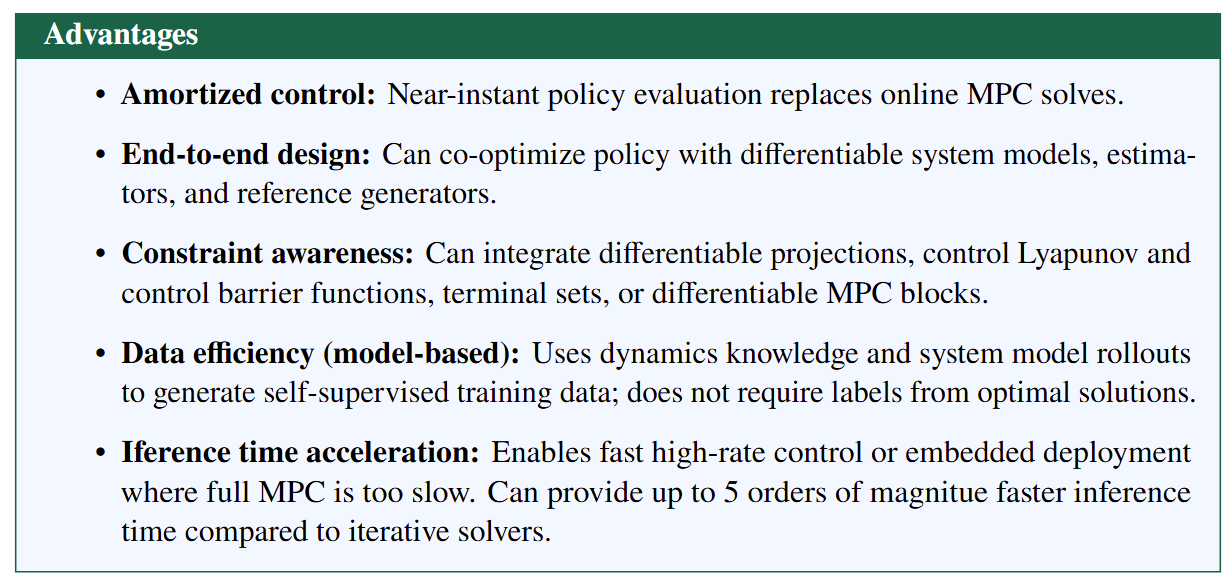 Advantages
• Amortized control: Near-instant policy evaluation replaces online MPC solves.
• End-to-end design: Can co-optimize policy with differentiable system models, estima-
tors, and reference generators.
• Constraint awareness: Can integrate differentiable projections, control Lyapunov and
control barrier functions, terminal sets, or differentiable MPC blocks.
• Data efficiency (model-based): Uses dynamics knowledge and system model rollouts
to generate self-supervised training data; does not require labels from optimal solutions.
• Iference time acceleration: Enables fast high-rate control or embedded deployment
where full MPC is too slow. Can provide up to 5 orders of magnitue faster inference
time compared to iterative solvers.